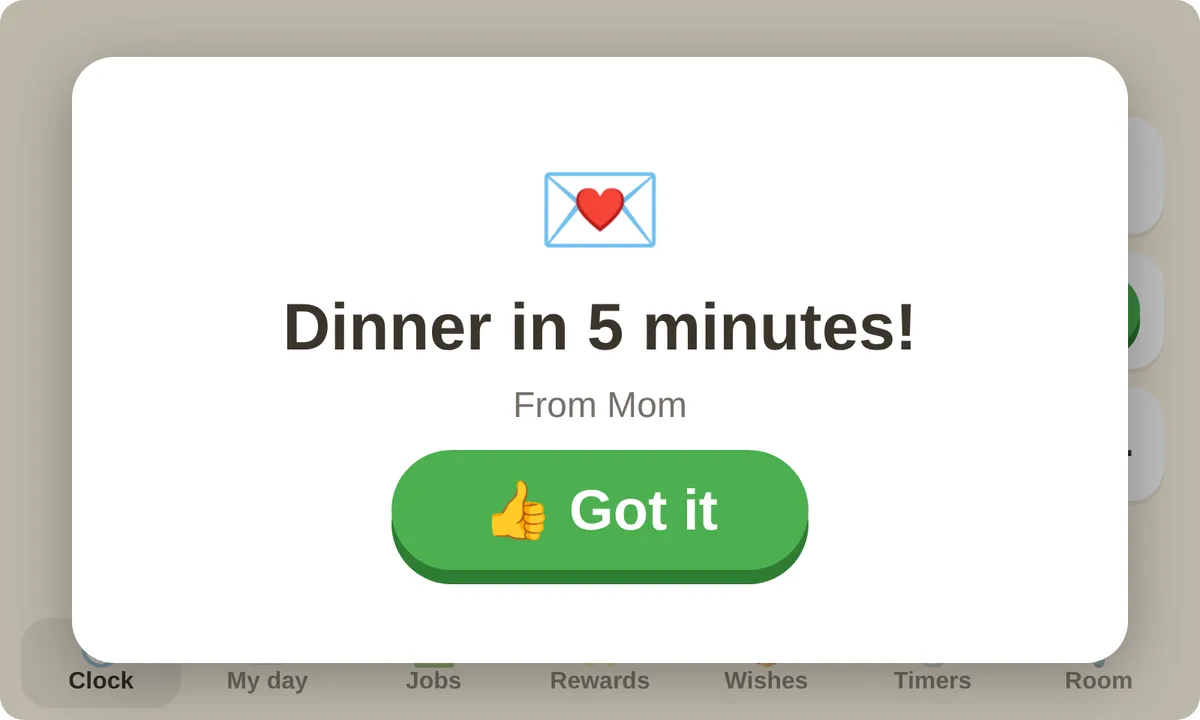 Dinner in 5 minutes!
From Mom
👍 Got it
Clock My day Jobs Rewards Wishes Timers Room